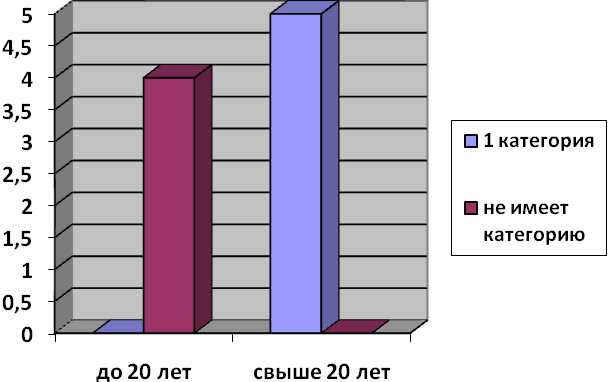 5
4,5
4
3,5
3
2,5
2
1,5
1
0,5
0
до 20 лет
свыше 20 лет
1 категория
не имеет
категорию